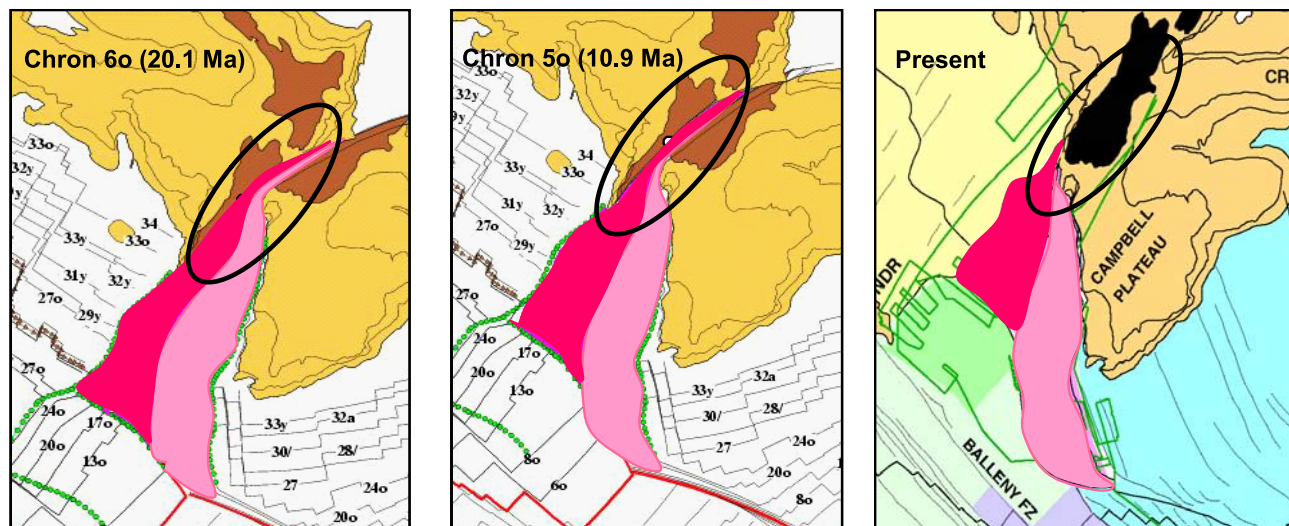 Chron 6o (20.1 Ma)
33o
32y
33y
34
33o
31y
32y
27o
29y
27o
24o
17o
20o
13o
33y
32a
30/
28/
27
24o
20o
Chron 5o (10.9 Ma)
33o
32y
33y
34
33o
31y
32y
27o
29y
24o
17o
20o
13o
8o
6o
33y
32a
30/
28/
27
24o
20o
8o
Present
CR
NDR
CAMPBELL
PLATEAU
BALLENY FZ